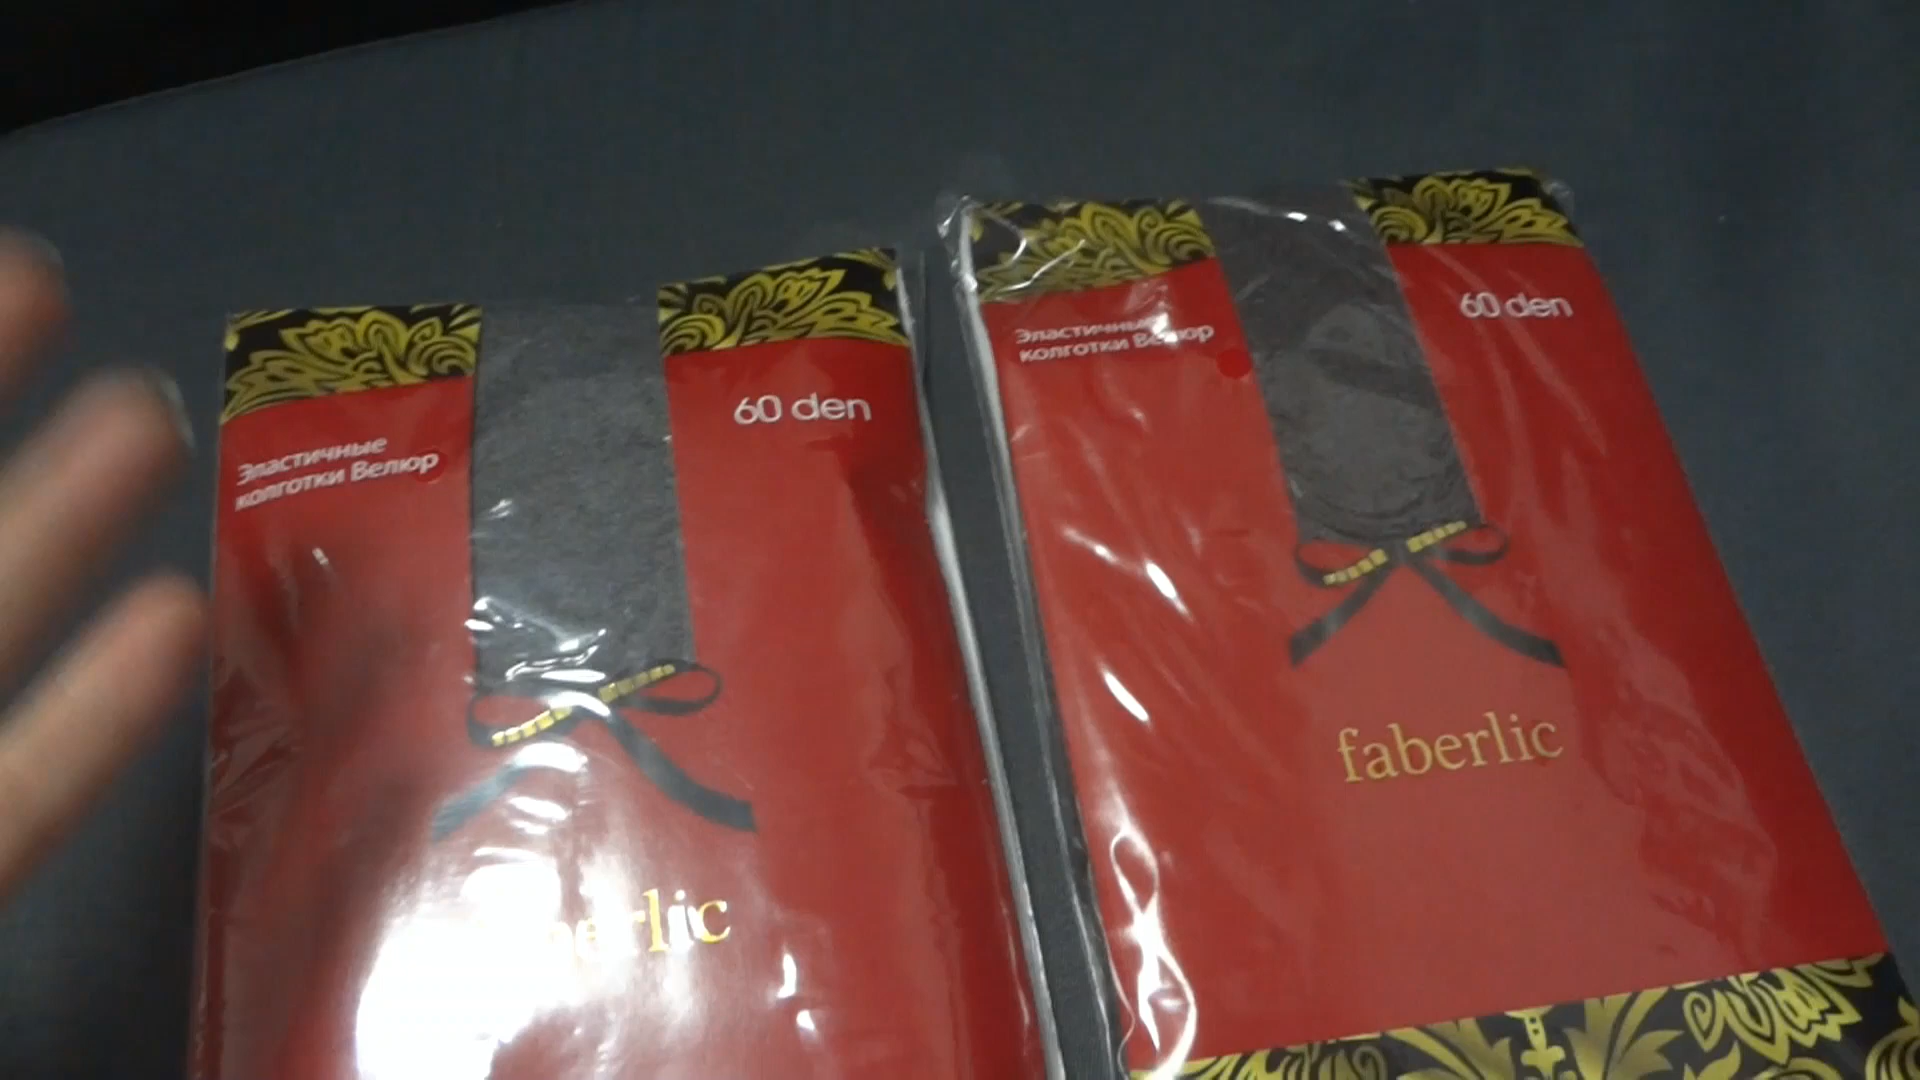 Эластичные
колготки Велюр
60 den
Эластичные
колготки Велюр
60 den
faberlic